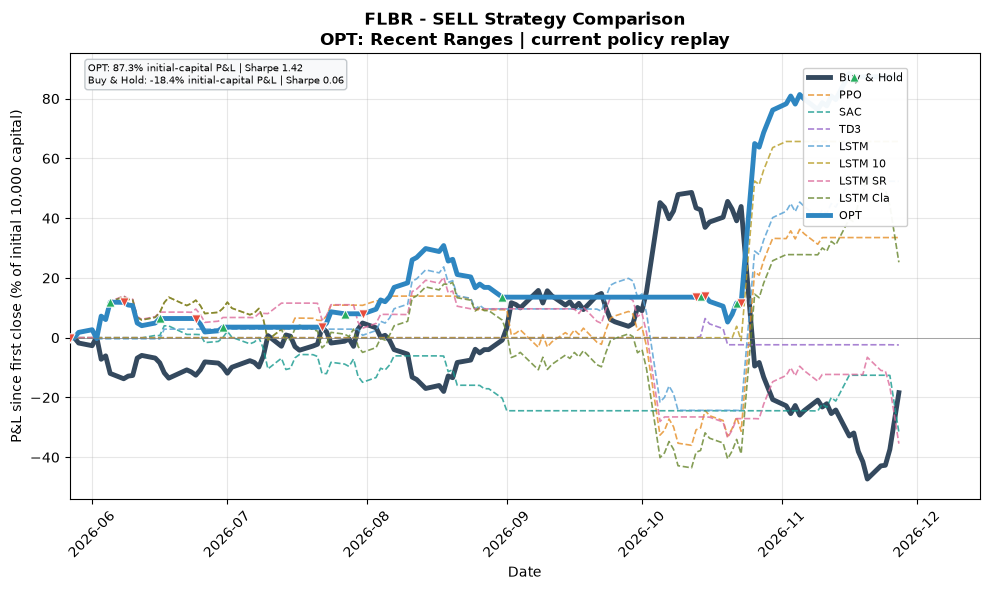 FLBR - SELL Strategy Comparison
OPT: Recent Ranges | current policy replay
OPT: 87.3% initial-capital P&L | Sharpe 1.42
Buy & Hold: -18.4% initial-capital P&L | Sharpe 0.06
Buy & Hold
PPO
SAC
TD3
LSTM
LSTM 10
LSTM SR
LSTM Cla
OPT
P&L since first close (% of initial 10,000 capital)
80
60
40
20
0
−20
−40
2026-06
2026-07
2026-08
2026-09
2026-10
2026-11
2026-12
Date